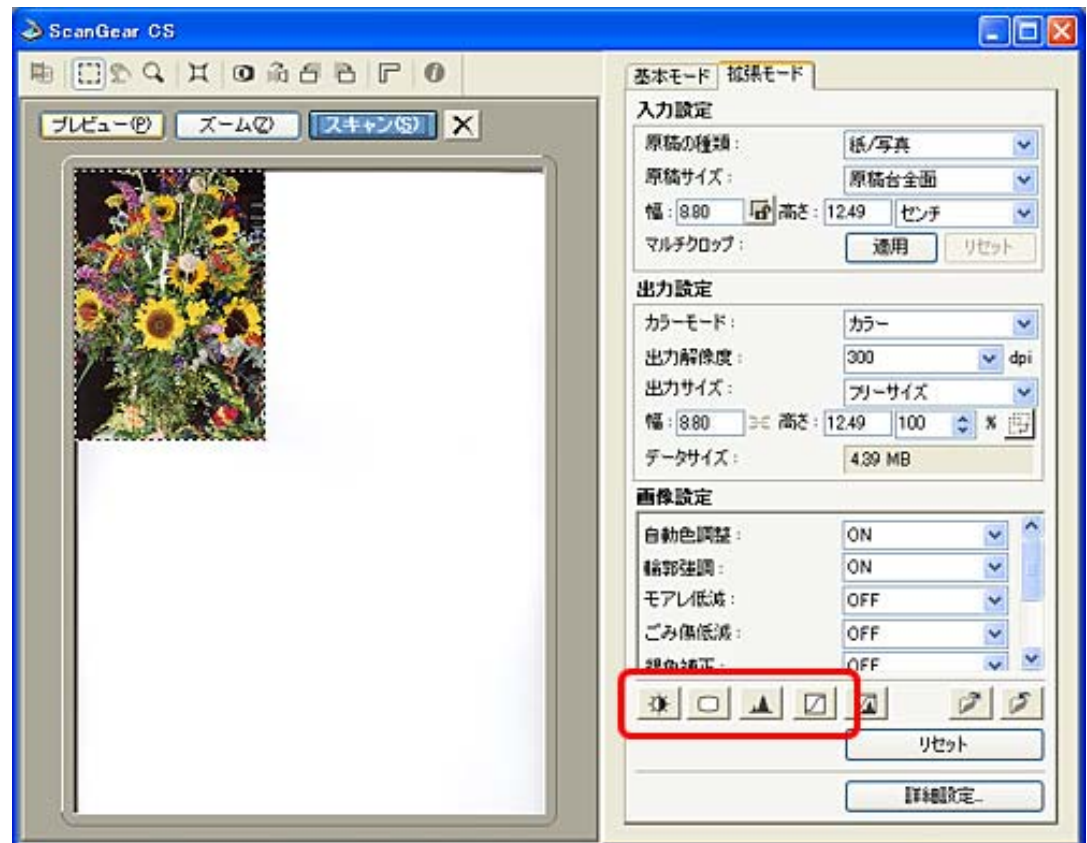 ScanGear CS
プレビュー(P) ズーム(Z) スキャン(S)
基本モード 拡張モード
入力設定
原稿の種類: 紙/写真
原稿サイズ: 原稿台全面
幅: 8.80 高さ: 12.49 センチ
マルチクロップ: 適用 リセット
出力設定
カラーモード: カラー
出力解像度: 300 dpi
出力サイズ: フリーサイズ
幅: 8.80 高さ: 12.49 100 %
データサイズ: 4.39 MB
画像設定
自動色調整: ON
輪郭強調: ON
モアレ低減: OFF
ごみ傷低減: OFF
褪色補正: OFF
リセット
詳細設定...